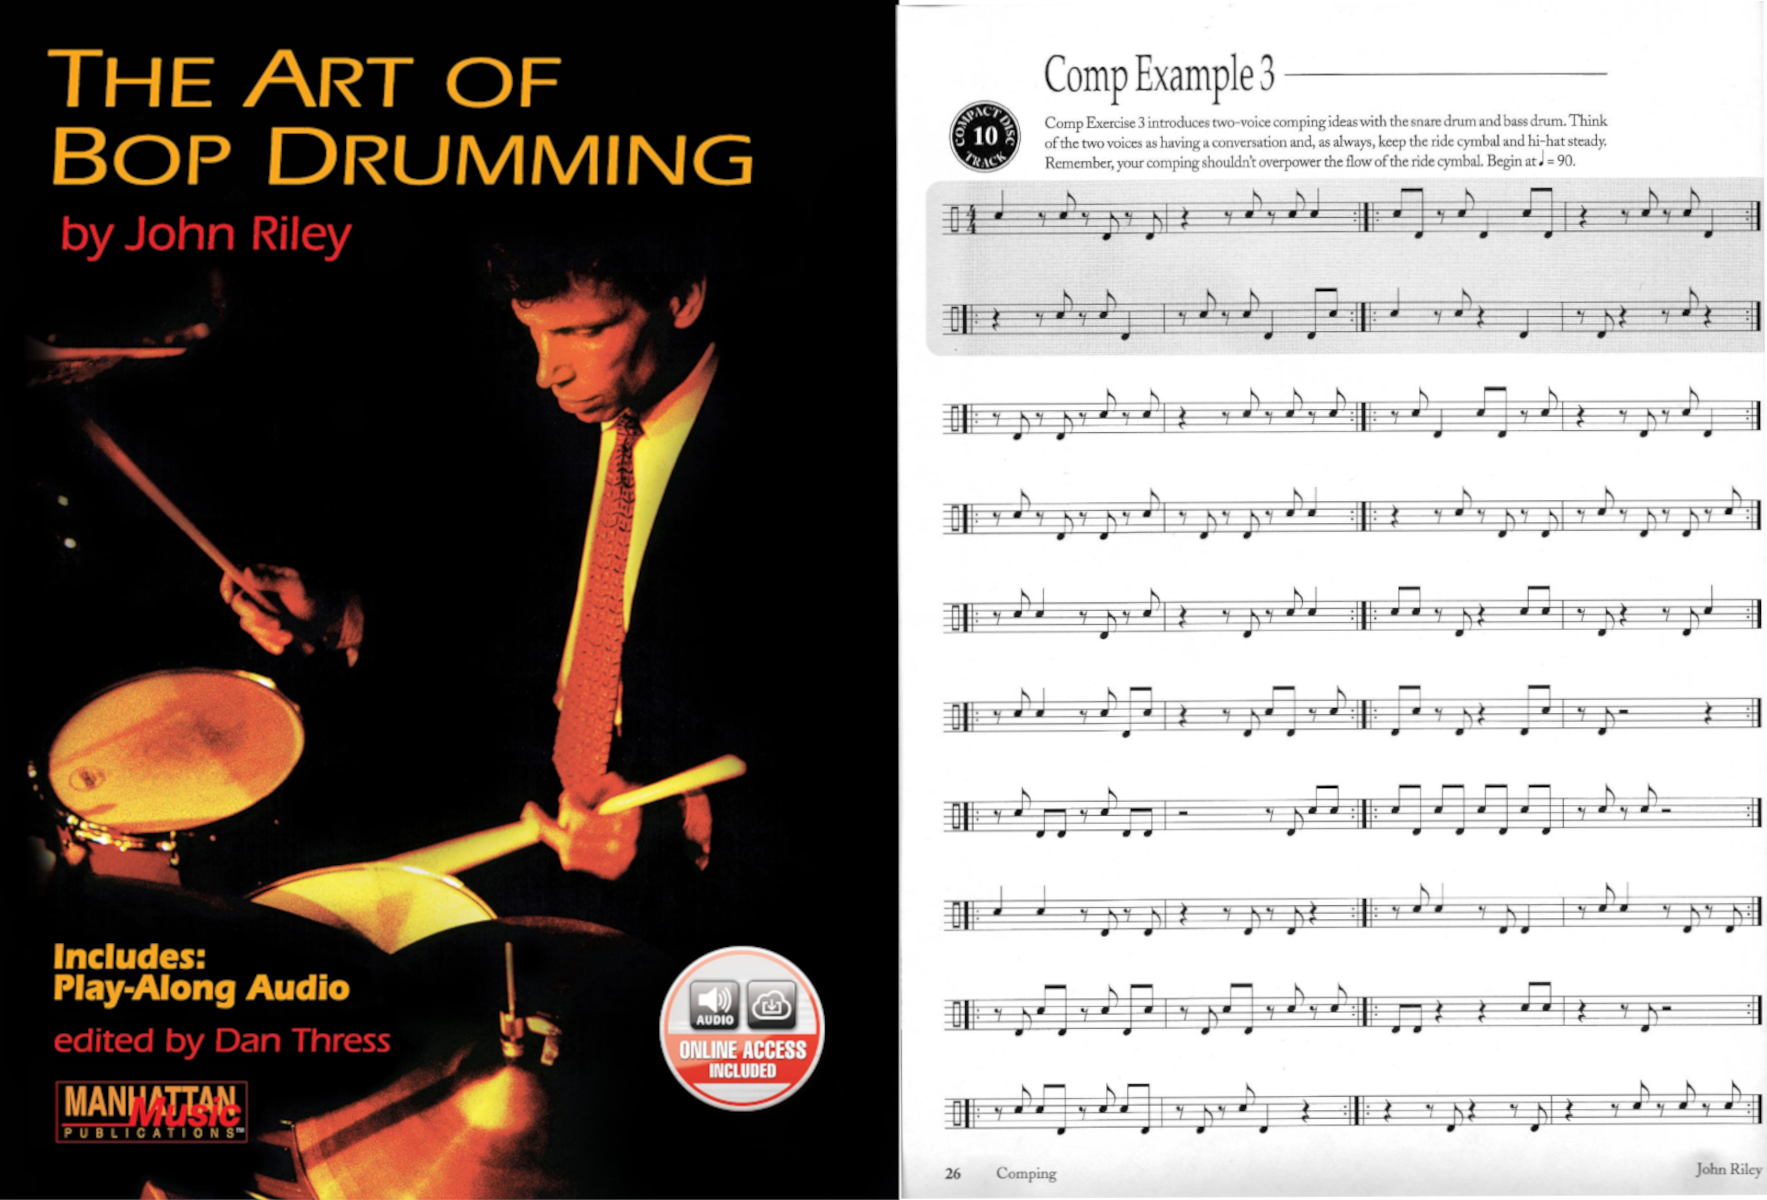 THE ART OF
BOP DRUMMING
by John Riley
Includes:
Play-Along Audio
edited by Dan Thress
MANHATTAN
Music
PUBLICATIONS™
AUDIO
ONLINE ACCESS
INCLUDED
Comp Example 3
COMPACT DISC
10
TRACK
Comp Exercise 3 introduces two-voice comping ideas with the snare drum and bass drum. Think
of the two voices as having a conversation and, as always, keep the ride cymbal and hi-hat steady.
Remember, your comping shouldn't overpower the flow of the ride cymbal. Begin at ♩ = 90.
4
4
26 Comping
John Riley